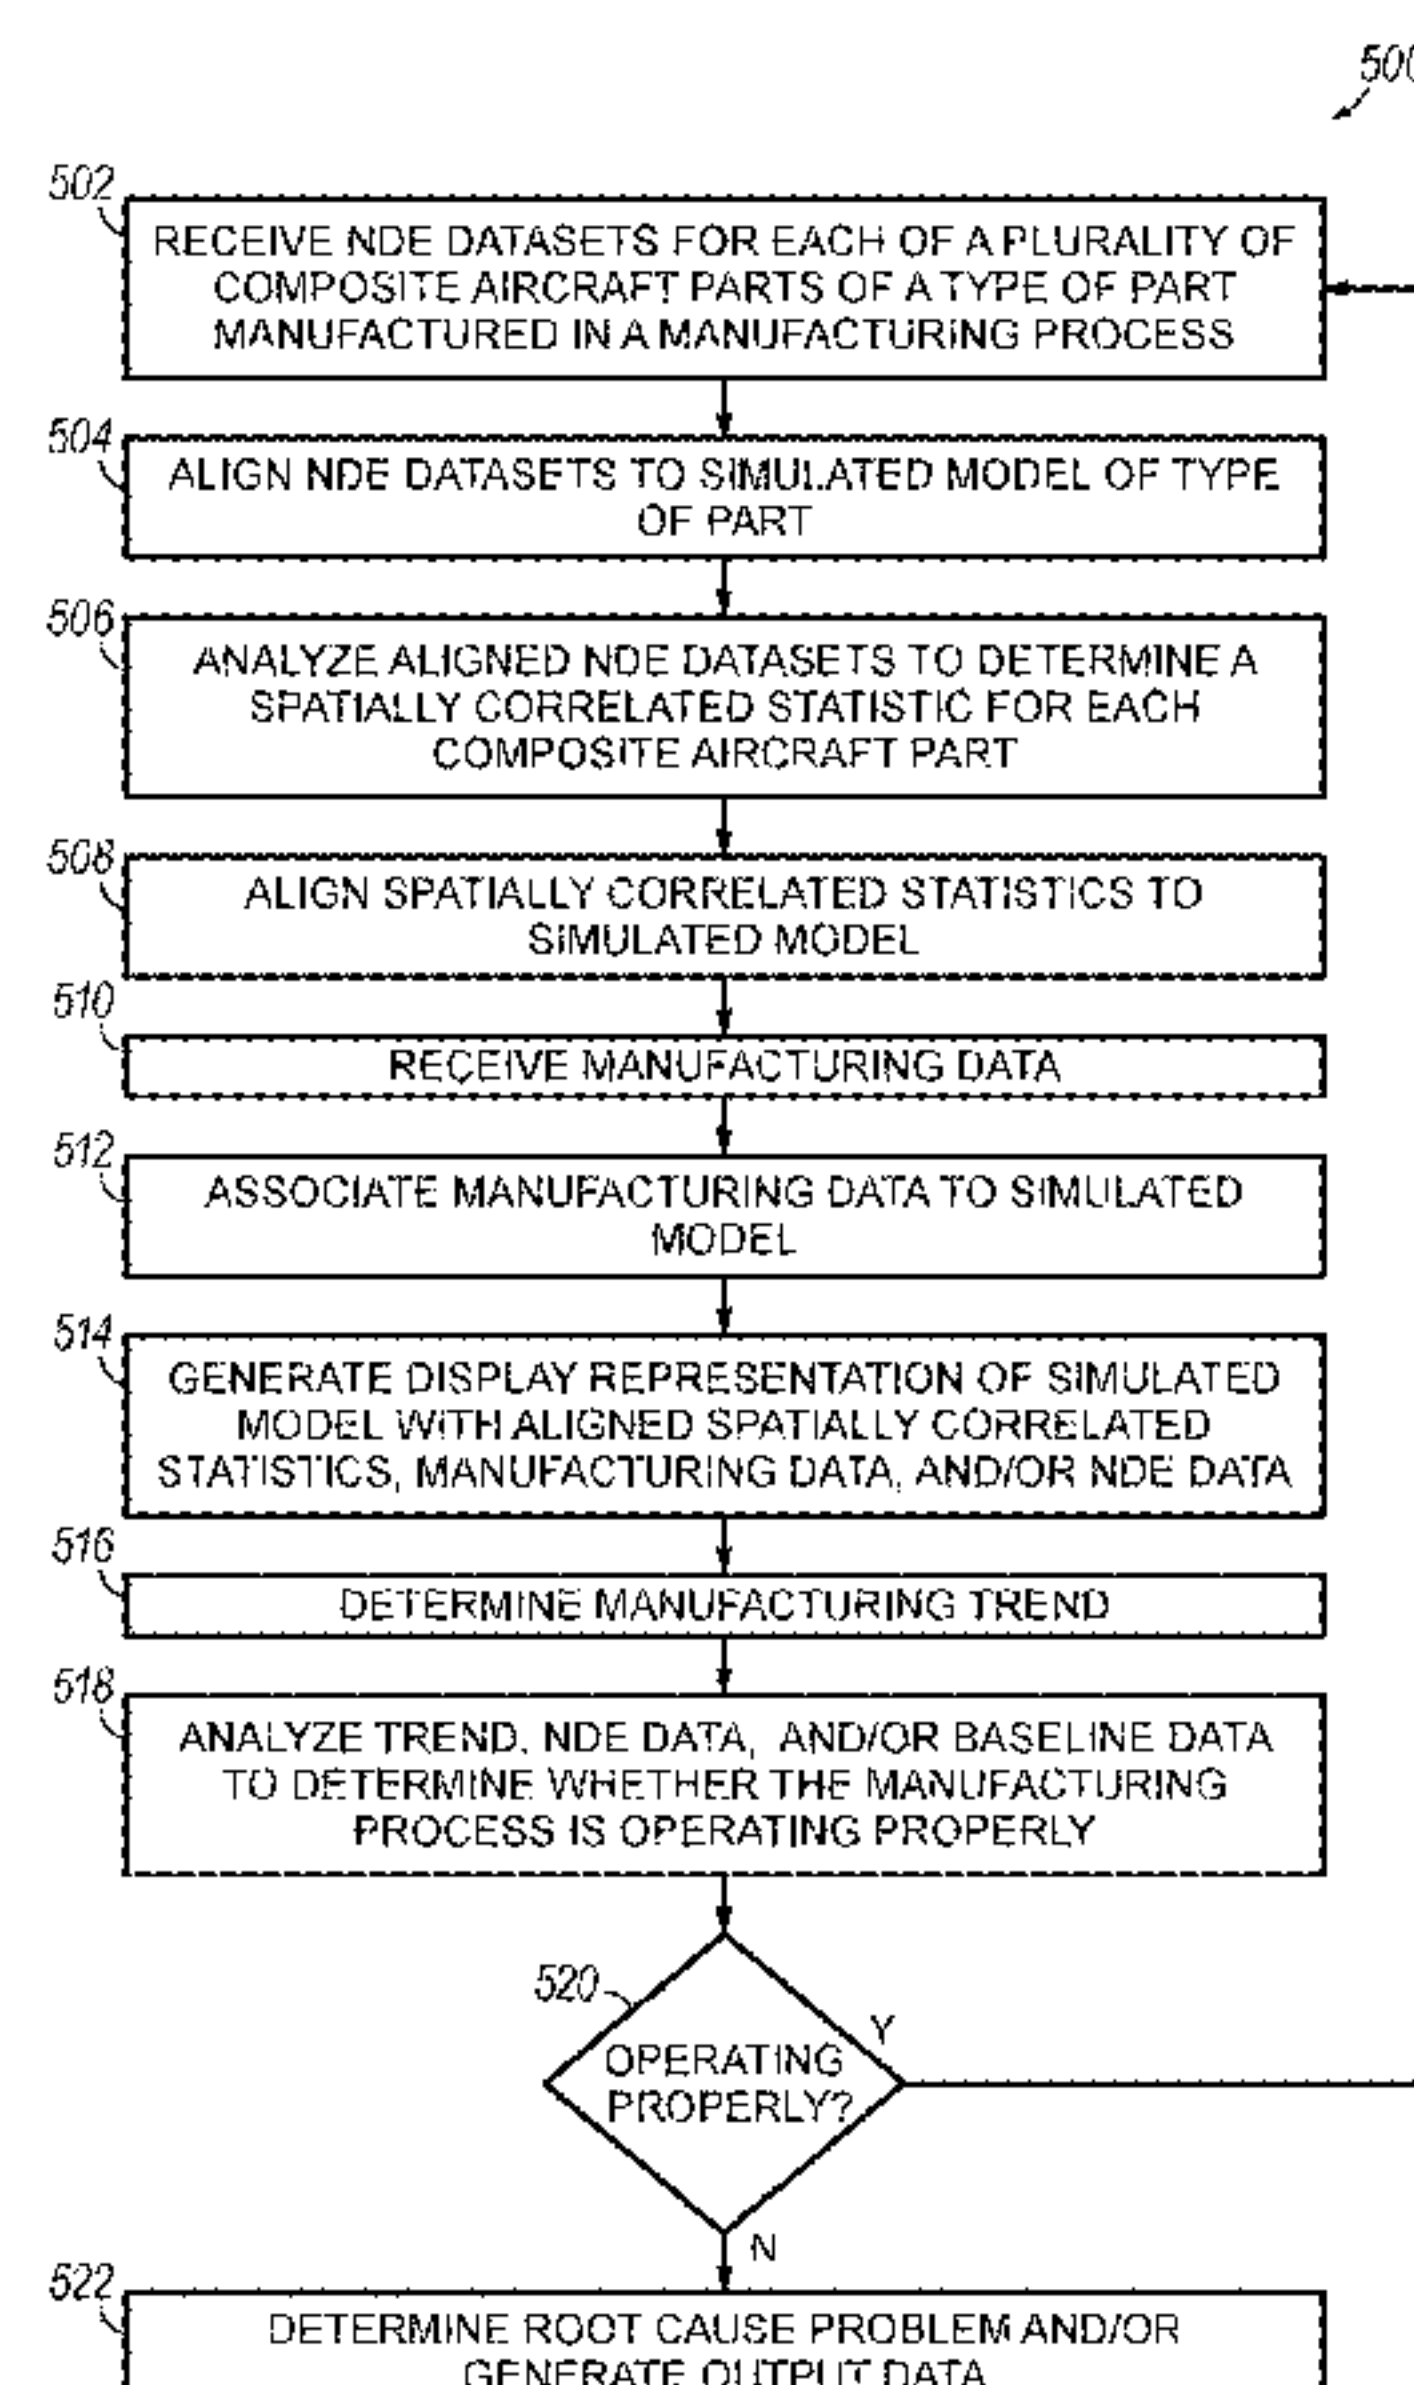 500
502
RECEIVE NDE DATASETS FOR EACH OF A PLURALITY OF
COMPOSITE AIRCRAFT PARTS OF A TYPE OF PART
MANUFACTURED IN A MANUFACTURING PROCESS
504
ALIGN NDE DATASETS TO SIMULATED MODEL OF TYPE
OF PART
506
ANALYZE ALIGNED NDE DATASETS TO DETERMINE A
SPATIALLY CORRELATED STATISTIC FOR EACH
COMPOSITE AIRCRAFT PART
508
ALIGN SPATIALLY CORRELATED STATISTICS TO
SIMULATED MODEL
510
RECEIVE MANUFACTURING DATA
512
ASSOCIATE MANUFACTURING DATA TO SIMULATED
MODEL
514
GENERATE DISPLAY REPRESENTATION OF SIMULATED
MODEL WITH ALIGNED SPATIALLY CORRELATED
STATISTICS, MANUFACTURING DATA, AND/OR NDE DATA
516
DETERMINE MANUFACTURING TREND
518
ANALYZE TREND, NDE DATA, AND/OR BASELINE DATA
TO DETERMINE WHETHER THE MANUFACTURING
PROCESS IS OPERATING PROPERLY
520
Y
OPERATING
PROPERLY?
N
522
DETERMINE ROOT CAUSE PROBLEM AND/OR
GENERATE OUTPUT DATA